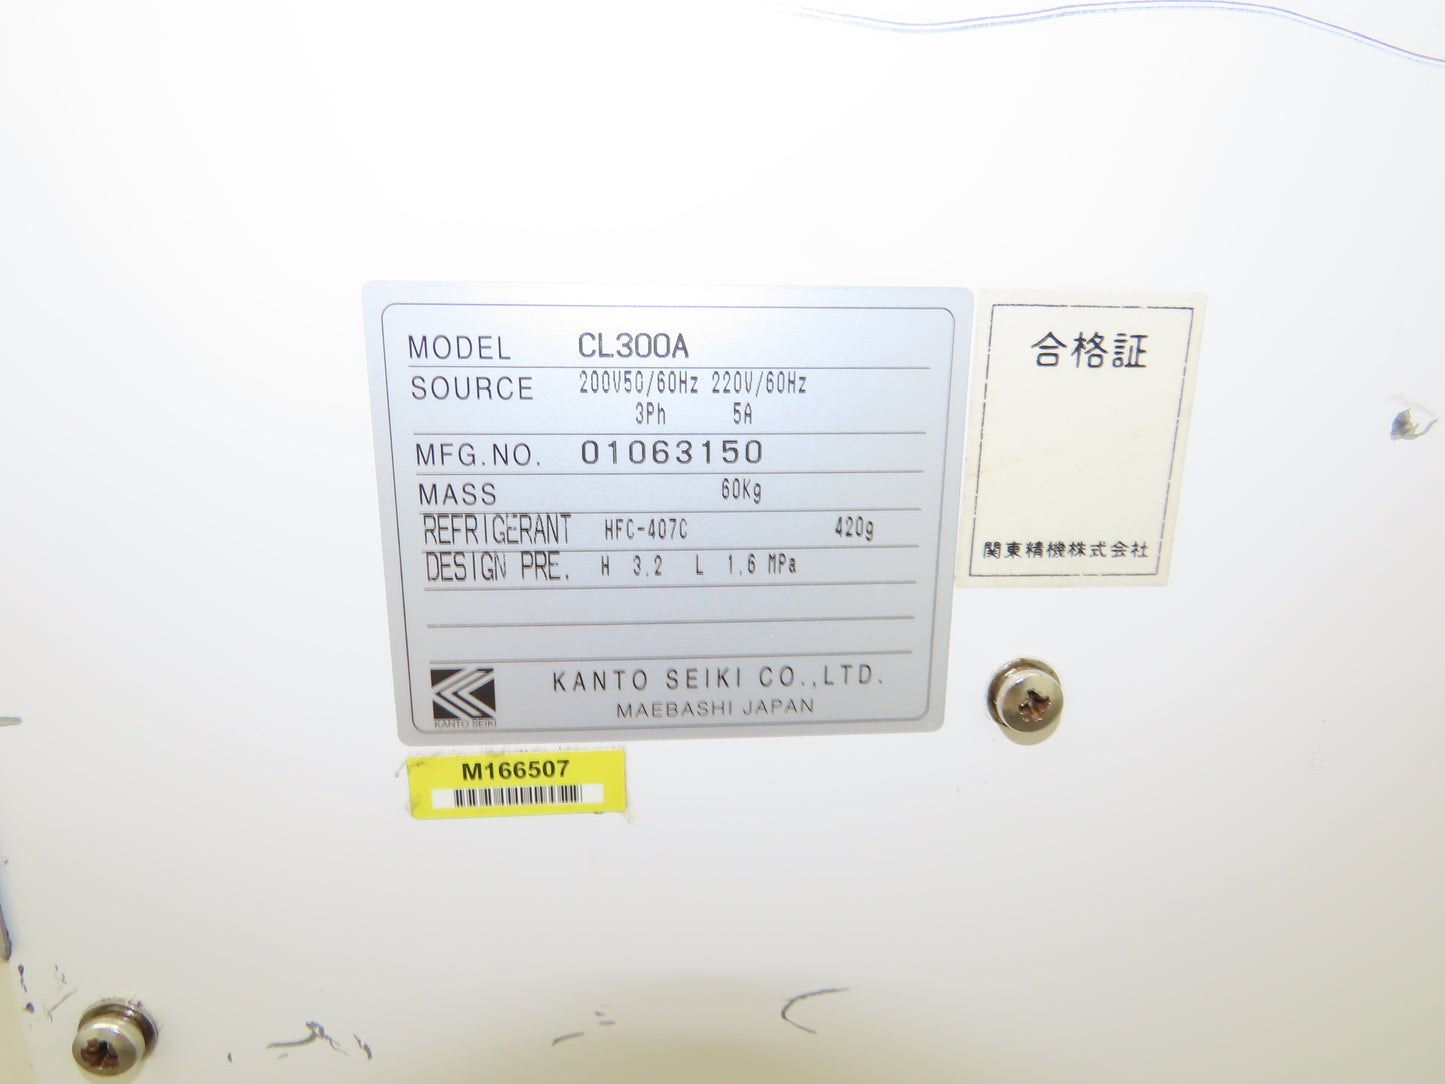 MODEL CL300A
SOURCE 200V50/60Hz 220V/60Hz
3Ph 5A
MFG.NO. 01063150
MASS 60Kg
REFRIGERANT HFC-407C 420g
DESIGN PRE. H 3.2 L 1.6 MPa
KANTO SEIKI CO.,LTD.
MAEBASHI JAPAN
KANTO SEIKI
合格証
関東精機株式会社
M166507